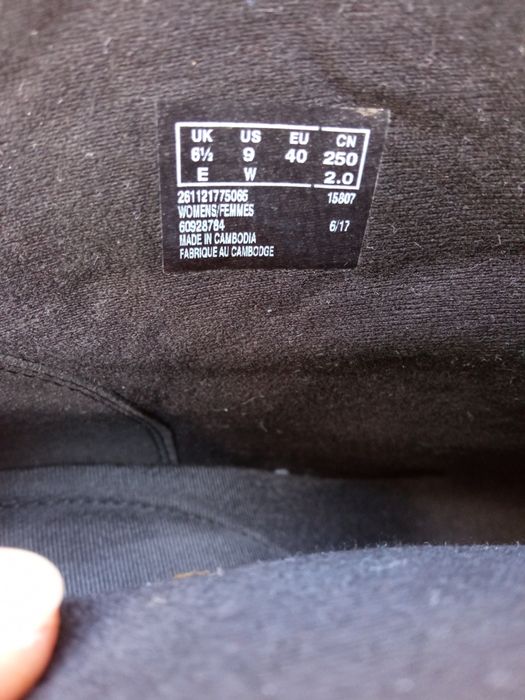 UK US EU CN
6½ 9 40 250
E W 2.0
261121775065 15807
WOMENS/FEMMES
60928784 6/17
MADE IN CAMBODIA
FABRIQUE AU CAMBODGE